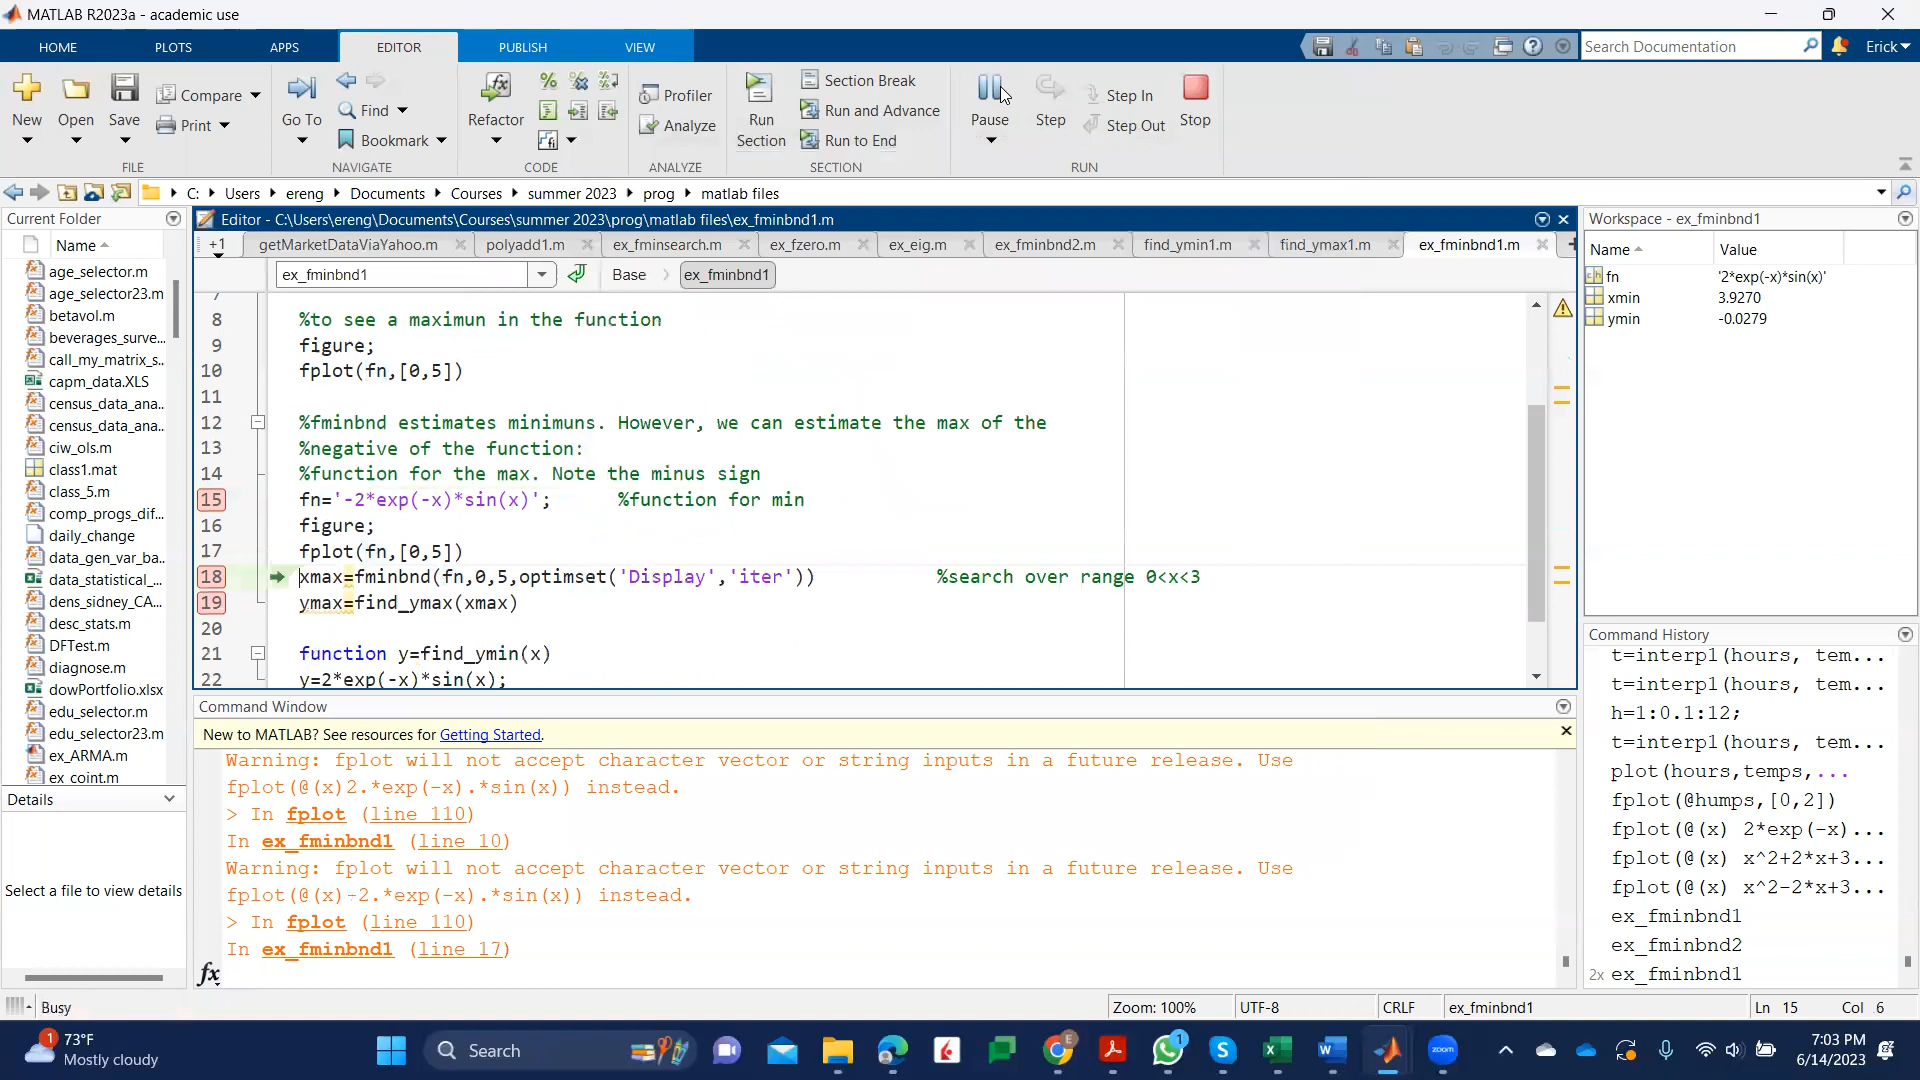 MATLAB R2023a - academic use
HOME PLOTS APPS EDITOR PUBLISH VIEW
Search Documentation
Erick
New Open Save Compare Print
FILE
Go To Find Bookmark
NAVIGATE
Refactor
CODE
Profiler
Analyze
ANALYZE
Run Section
Section Break
Run and Advance
Run to End
SECTION
Pause Step Step In Step Out Stop
RUN
C: Users ereng Documents Courses summer 2023 prog matlab files
Current Folder
Name
age_selector.m
age_selector23.m
betavol.m
beverages_surve...
call_my_matrix_s...
capm_data.XLS
census_data_ana...
census_data_ana...
ciw_ols.m
class1.mat
class_5.m
comp_progs_dif...
daily_change
data_gen_var_ba...
data_statistical_...
dens_sidney_CA...
desc_stats.m
DFTest.m
diagnose.m
dowPortfolio.xlsx
edu_selector.m
edu_selector23.m
ex_ARMA.m
ex_coint.m
Details
Select a file to view details
Editor - C:\Users\ereng\Documents\Courses\summer 2023\prog\matlab files\ex_fminbnd1.m
+1 getMarketDataViaYahoo.m polyadd1.m ex_fminsearch.m ex_fzero.m ex_eig.m ex_fminbnd2.m find_ymin1.m find_ymax1.m ex_fminbnd1.m
ex_fminbnd1 Base ex_fminbnd1
7
8 %to see a maximun in the function
9 figure;
10 fplot(fn,[0,5])
11
12 %fminbnd estimates minimuns. However, we can estimate the max of the
13 %negative of the function:
14 %function for the max. Note the minus sign
15 fn='-2*exp(-x)*sin(x)'; %function for min
16 figure;
17 fplot(fn,[0,5])
18 xmax=fminbnd(fn,0,5,optimset('Display','iter')) %search over range 0<x<3
19 ymax=find_ymax(xmax)
20
21 function y=find_ymin(x)
22 y=2*exp(-x)*sin(x);
Command Window
New to MATLAB? See resources for Getting Started.
Warning: fplot will not accept character vector or string inputs in a future release. Use
fplot(@(x)2.*exp(-x).*sin(x)) instead.
> In fplot (line 110)
In ex_fminbnd1 (line 10)
Warning: fplot will not accept character vector or string inputs in a future release. Use
fplot(@(x)-2.*exp(-x).*sin(x)) instead.
> In fplot (line 110)
In ex_fminbnd1 (line 17)
fx
Workspace - ex_fminbnd1
Name Value
fn '2*exp(-x)*sin(x)'
xmin 3.9270
ymin -0.0279
Command History
t=interp1(hours, tem...
t=interp1(hours, tem...
h=1:0.1:12;
t=interp1(hours, tem...
plot(hours,temps,...
fplot(@humps,[0,2])
fplot(@(x) 2*exp(-x)...
fplot(@(x) x^2+2*x+3...
fplot(@(x) x^2-2*x+3...
ex_fminbnd1
ex_fminbnd2
2x ex_fminbnd1
Busy
Zoom: 100% UTF-8 CRLF ex_fminbnd1 Ln 15 Col 6
1 73°F
Mostly cloudy
Search
zoom
7:03 PM
6/14/2023